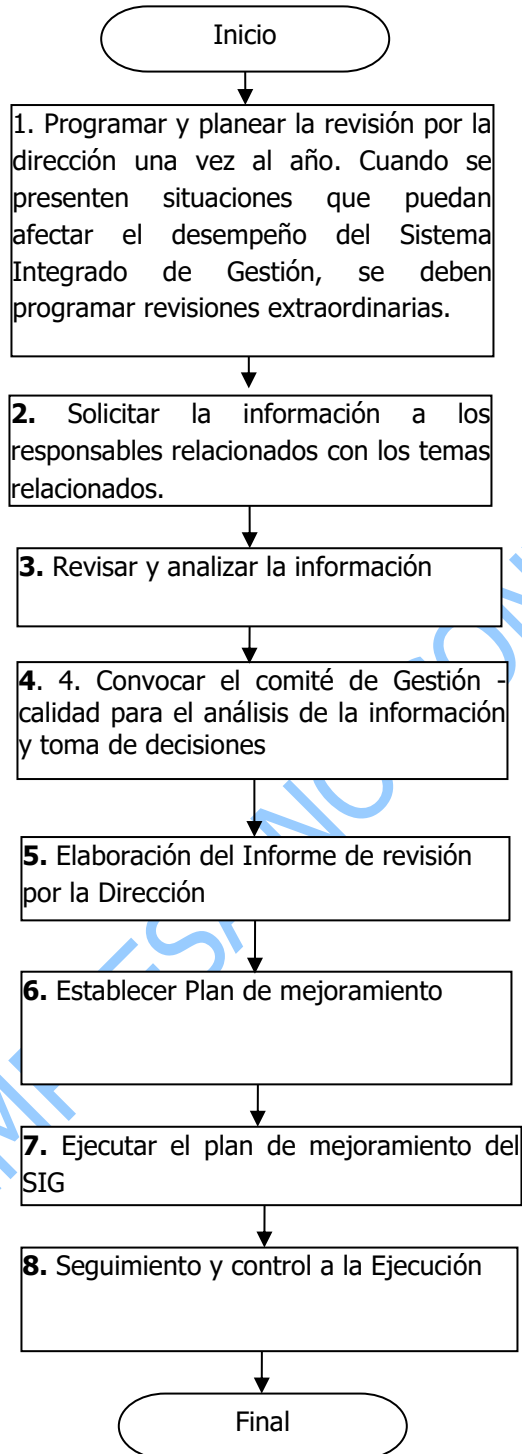 Inicio
1. Programar y planear la revisión por la
dirección una vez al año. Cuando se
presenten situaciones que puedan
afectar el desempeño del Sistema
Integrado de Gestión, se deben
programar revisiones extraordinarias.
2. Solicitar la información a los
responsables relacionados con los temas
relacionados.
3. Revisar y analizar la información
4. 4. Convocar el comité de Gestión -
calidad para el análisis de la información
y toma de decisiones
5. Elaboración del Informe de revisión
por la Dirección
6. Establecer Plan de mejoramiento
7. Ejecutar el plan de mejoramiento del
SIG
8. Seguimiento y control a la Ejecución
Final